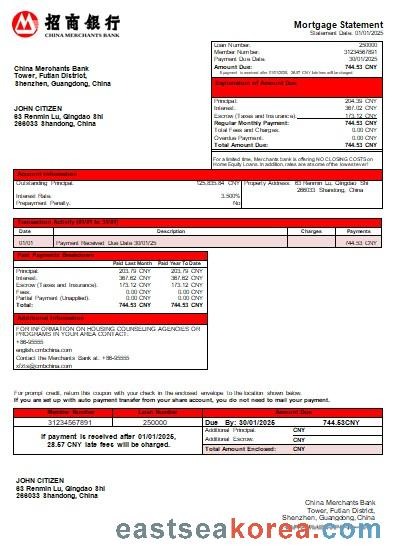 招商银行
CHINA MERCHANTS BANK
Mortgage Statement
Statement Date: 01/01/2025
Loan Number: 250000
Member Number: 31234567891
Payment Due Date: 30/01/2025
Amount Due: 744.53 CNY
If payment is received after 01/01/2025, 28.57 CNY late fees will be charged.
China Merchants Bank
Tower, Futian District,
Shenzhen, Guangdong, China
Explanation of Amount Due
Principal: 204.39 CNY
Interest: 367.02 CNY
Escrow (Taxes and Insurance): 173.12 CNY
Regular Monthly Payment: 744.53 CNY
Total Fees and Charges: 0.00 CNY
Overdue Payment: 0.00 CNY
Total Amount Due: 744.53 CNY
JOHN CITIZEN
63 Renmin Lu, Qingdao Shi
266033 Shandong, China
For a limited time, Merchants bank is offering NO CLOSING COSTS on
Home Equity Loans. In addition, rates are at some of the lowest ever!
Account Information
Outstanding Principal: 125,835.84 CNY Property Address: 63 Renmin Lu, Qingdao Shi
266033 Shandong, China
Interest Rate: 3.500%
Prepayment Penalty: No
Transaction Activity (01/01 to 30/01)
Date Description Charges Payments
01/01 Payment Received Due Date 30/01/25 744.53 CNY
Past Payments Breakdown
Paid Last Month Paid Year To Date
Principal: 203.79 CNY 203.79 CNY
Interest: 367.62 CNY 367.62 CNY
Escrow (Taxes and Insurance): 173.12 CNY 173.12 CNY
Fees: 0.00 CNY 0.00 CNY
Partial Payment (Unapplied): 0.00 CNY 0.00 CNY
Total: 744.53 CNY 744.53 CNY
Additional Information
FOR INFORMATION ON HOUSING COUNSELING AGENCIES OR
PROGRAMS IN YOUR AREA CONTACT:
+86-95555
english.cmbchina.com
Contact the Merchants Bank at: +86-95555
For prompt credit, return this coupon with your check in the enclosed envelope to the location shown below.
If you are set up with auto payment transfer from your share account, you do not need to mail your payment.
Member Number Loan Number Amount Due
31234567891 250000 Due By: 30/01/2025 744.53CNY
If payment is received after 01/01/2025,
28.57 CNY late fees will be charged.
Additional Principal: CNY
Additional Escrow: CNY
Total Amount Enclosed: CNY
JOHN CITIZEN
63 Renmin Lu, Qingdao Shi
266033 Shandong, China
China Merchants Bank
Tower, Futian District,
Shenzhen, Guangdong, China
eastseakorea.com